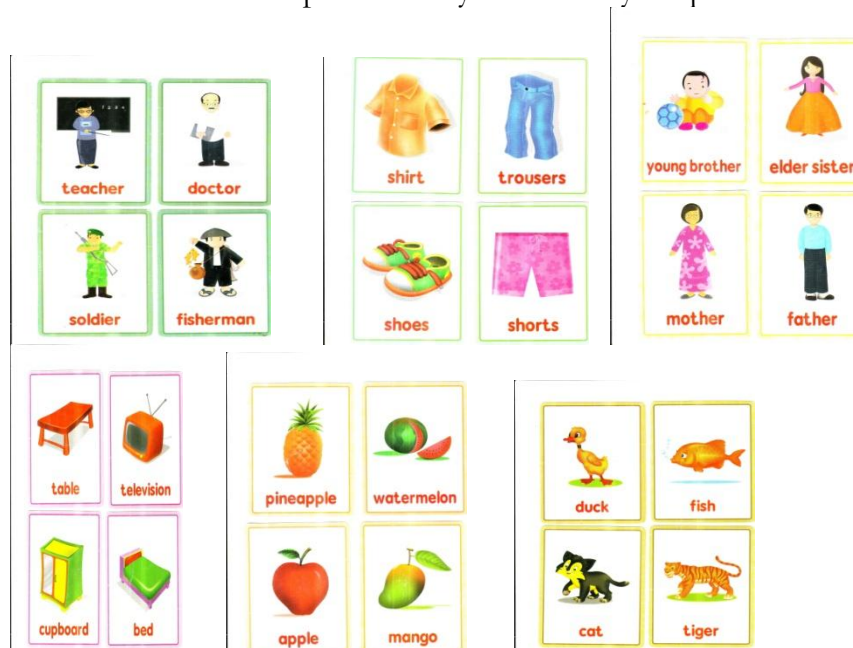 teacher doctor
soldier fisherman
shirt trousers
shoes shorts
young brother elder sister
mother father
table television
cupboard bed
pineapple watermelon
apple mango
duck fish
cat tiger